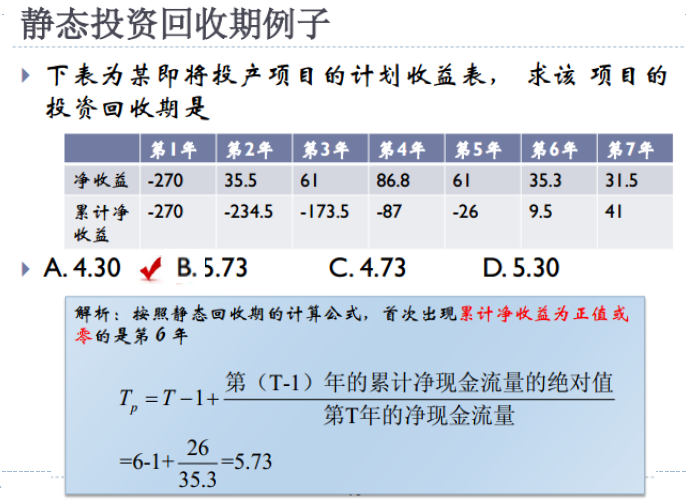 静态投资回收期例子
下表为某即将投产项目的计划收益表， 求该 项目的
投资回收期是
第1年 第2年 第3年 第4年 第5年 第6年 第7年
净收益 -270 35.5 61 86.8 61 35.3 31.5
累计净 -270 -234.5 -173.5 -87 -26 9.5 41
收益
A. 4.30 B. 5.73 C. 4.73 D. 5.30
解析：按照静态回收期的计算公式，首次出现累计净收益为正值或
零的是第 6 年
第（T-1）年的累计净现金流量的绝对值
Tp =T−1+
第T年的净现金流量
26
=6-1+ =5.73
35.3